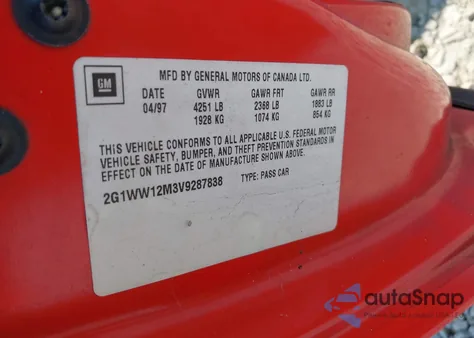 GM
MFD BY GENERAL MOTORS OF CANADA LTD.
DATE GVWR GAWR FRT GAWR RR
04/97 4251 LB 2368 LB 1883 LB
1928 KG 1074 KG 854 KG
THIS VEHICLE CONFORMS TO ALL APPLICABLE U.S. FEDERAL MOTOR
VEHICLE SAFETY, BUMPER, AND THEFT PREVENTION STANDARDS IN
EFFECT ON THE DATE OF MANUFACTURE SHOWN ABOVE.
2G1WW12M3V9287838 TYPE: PASS CAR
autaSnap